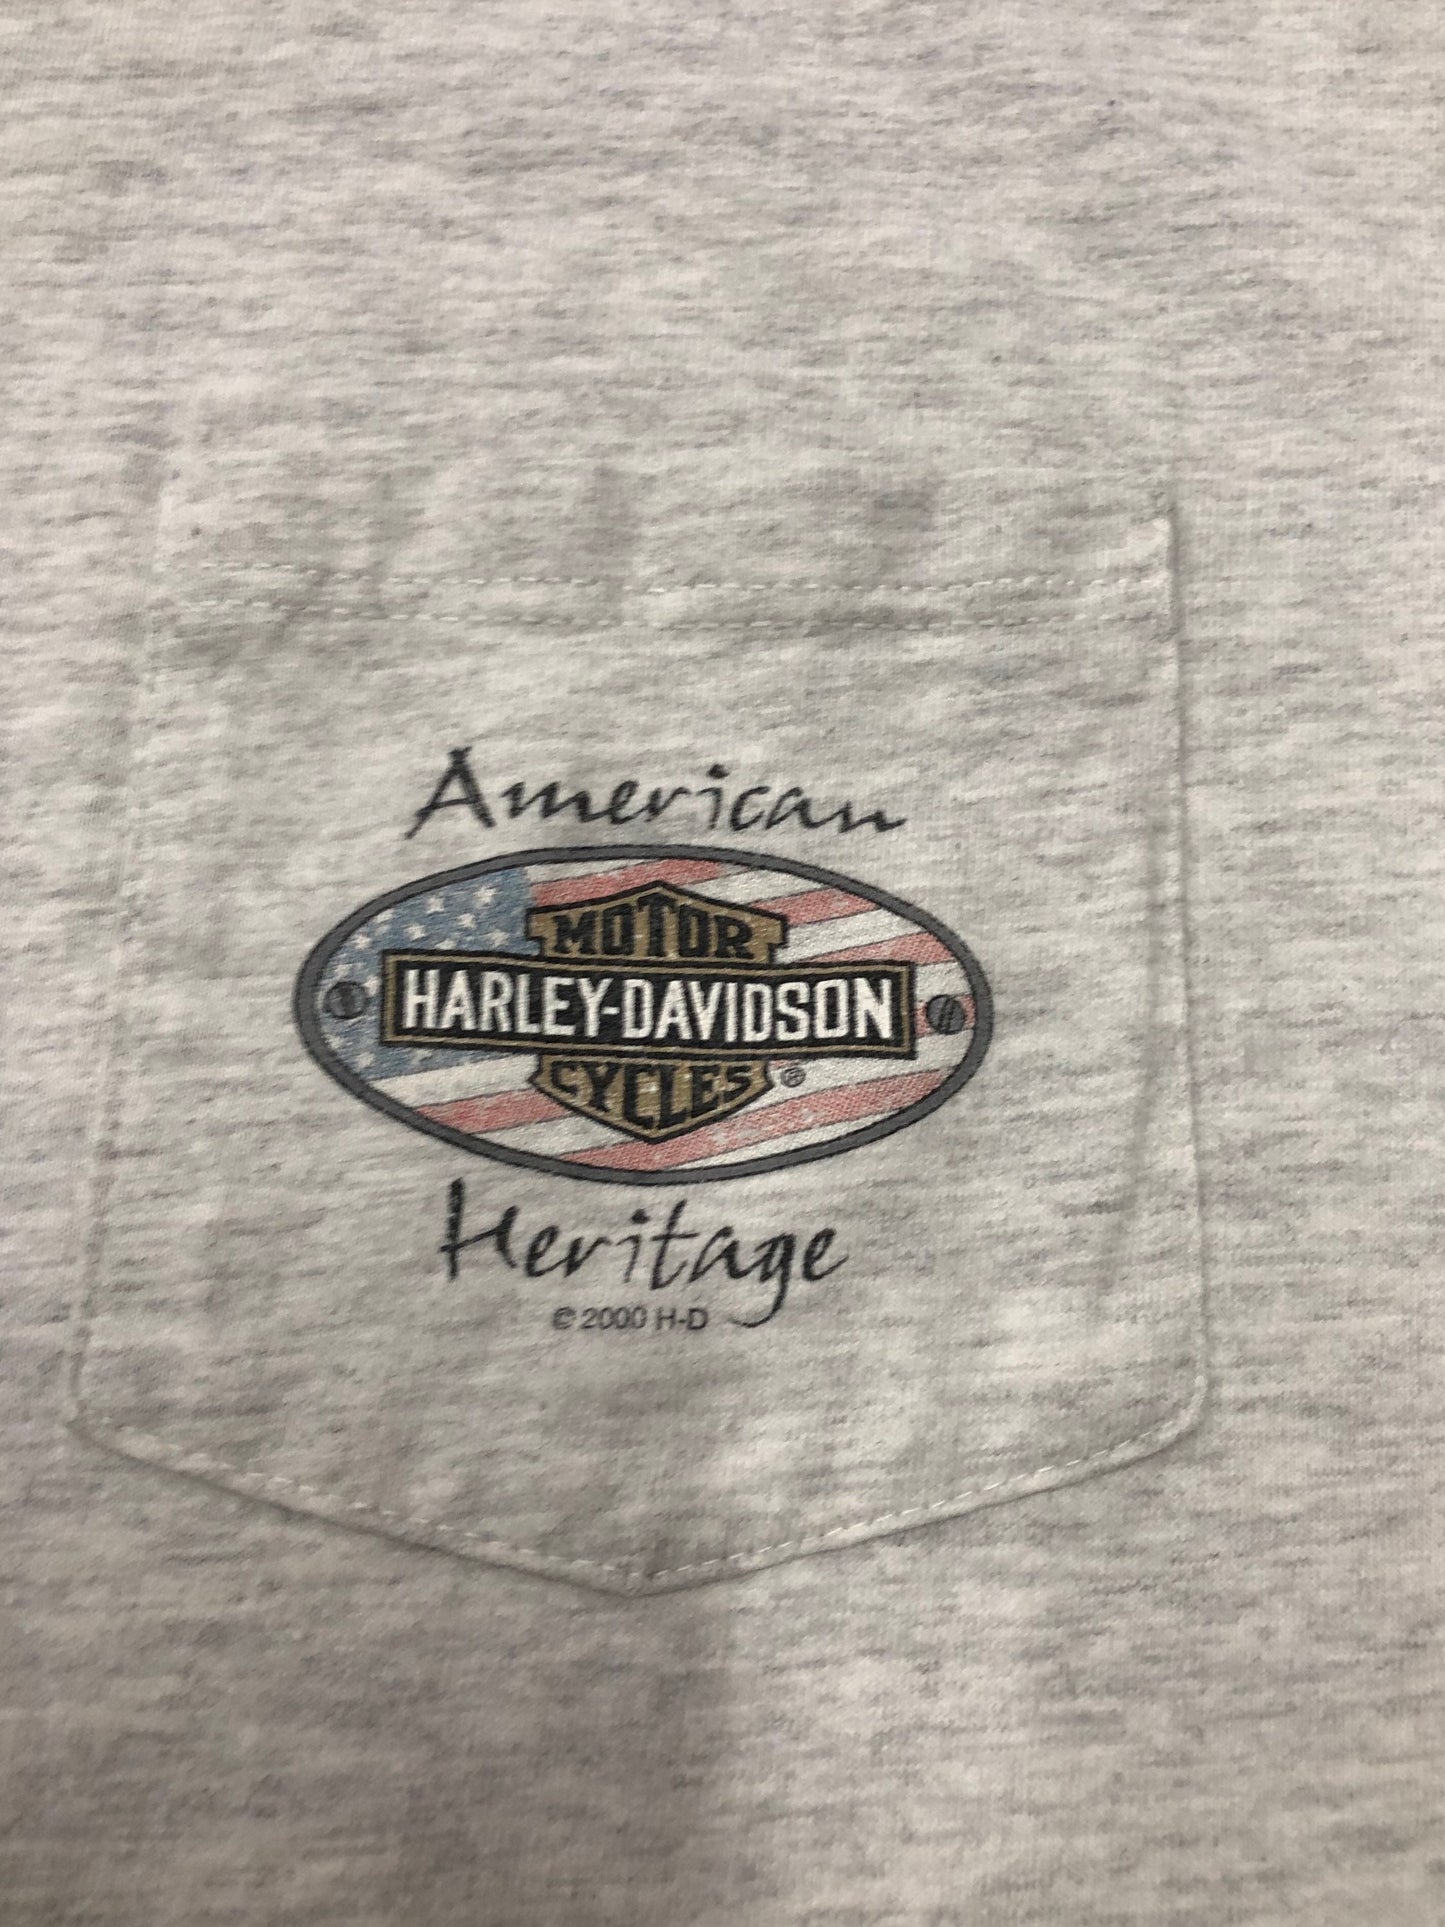 American
MOTOR
HARLEY-DAVIDSON
CYCLES ®
Heritage
© 2000 H-D